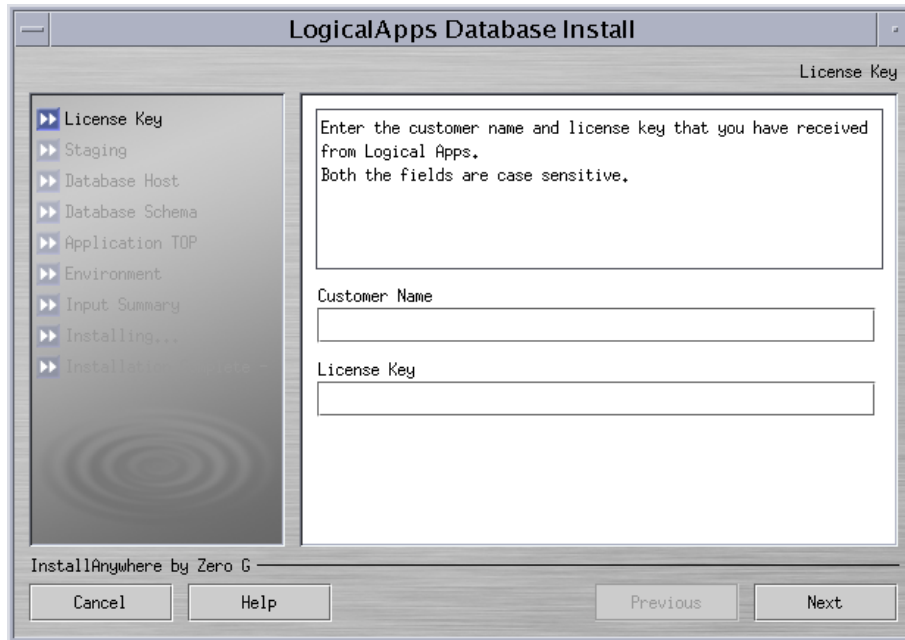 LogicalApps Database Install
License Key
License Key
Staging
Database Host
Database Schema
Application TOP
Environment
Input Summary
Installing...
Enter the customer name and license key that you have received
from Logical Apps.
Both the fields are case sensitive.
Customer Name
License Key
InstallAnywhere by Zero G
Cancel
Help
Previous
Next